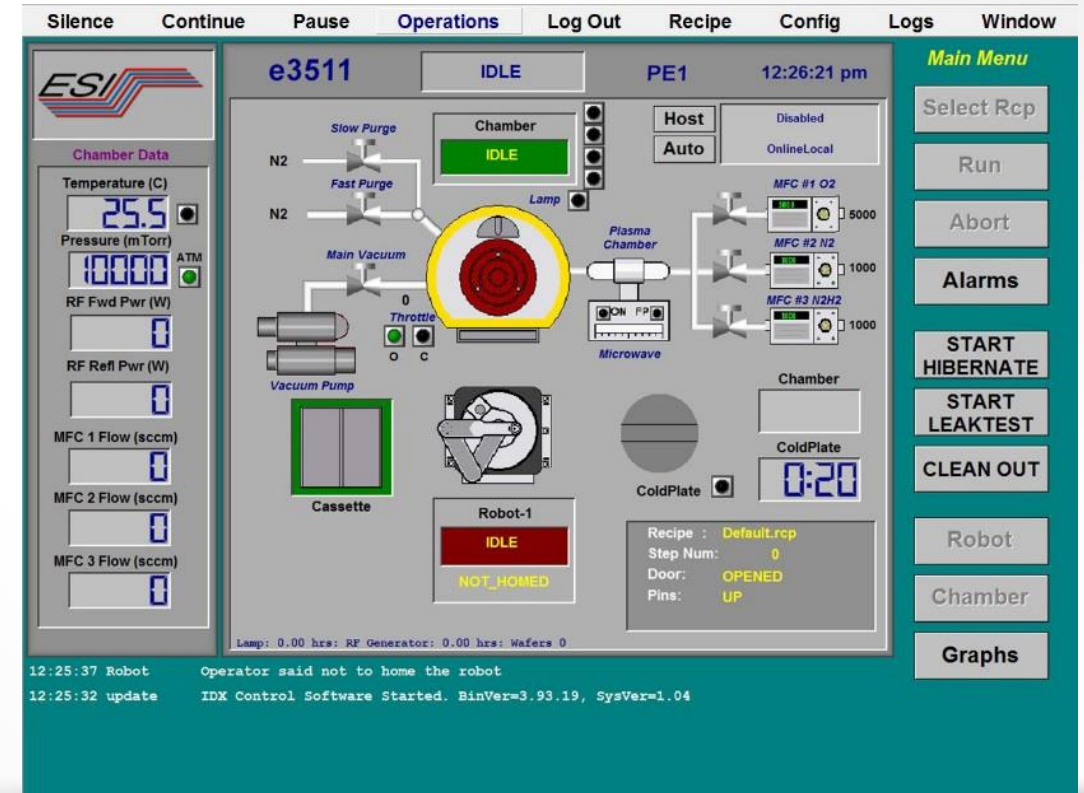 Silence Continue Pause Operations Log Out Recipe Config Logs Window
ESI
Chamber Data
Temperature (C)
25.5
Pressure (mTorr)
10000 ATM
RF Fwd Pwr (W)
0
RF Refl Pwr (W)
0
MFC 1 Flow (sccm)
0
MFC 2 Flow (sccm)
0
MFC 3 Flow (sccm)
0
e3511 IDLE PE1 12:26:21 pm
Slow Purge
N2
Fast Purge
N2
Main Vacuum
Chamber
IDLE
Lamp
Host Disabled
Auto OnlineLocal
Plasma
Chamber
MFC #1 O2
5000
MFC #2 N2
1000
MFC #3 N2H2
1000
0
Throttle
O C
ON FP
Microwave
Vacuum Pump
Cassette
Robot-1
IDLE
NOT_HOMED
ColdPlate
Chamber
ColdPlate
0:20
Recipe : Default.rcp
Step Num: 0
Door: OPENED
Pins: UP
Lamp: 0.00 hrs: RF Generator: 0.00 hrs: Wafers 0
Main Menu
Select Rcp
Run
Abort
Alarms
START
HIBERNATE
START
LEAKTEST
CLEAN OUT
Robot
Chamber
Graphs
12:25:37 Robot Operator said not to home the robot
12:25:32 update IDX Control Software Started. BinVer=3.93.19, SysVer=1.04